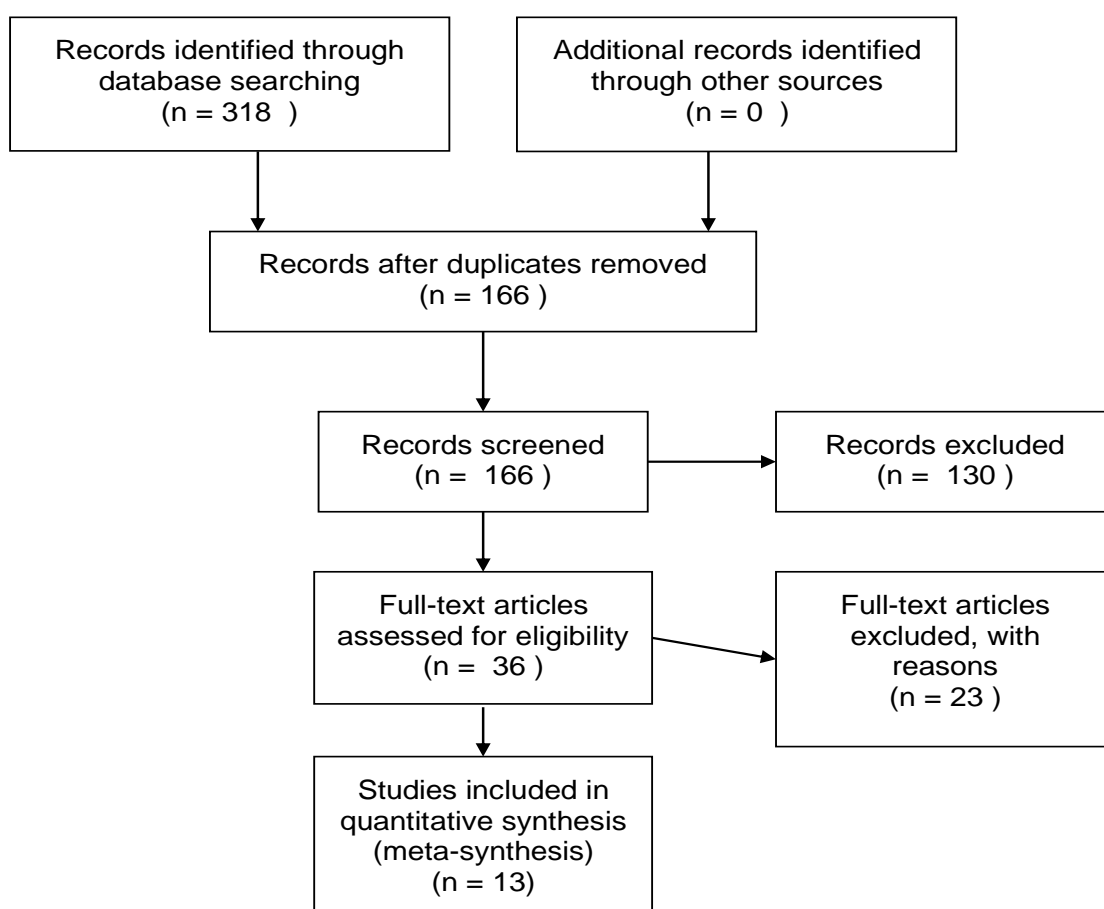 Records identified through
database searching
(n = 318  )
Additional records identified
through other sources
(n = 0  )
Records after duplicates removed
(n = 166 )
Records screened
(n =  166 )
Records excluded
(n =  130 )
Full-text articles
assessed for eligibility
(n =  36 )
Full-text articles
excluded, with
reasons
(n = 23 )
Studies included in
quantitative synthesis
(meta-synthesis)
(n = 13)